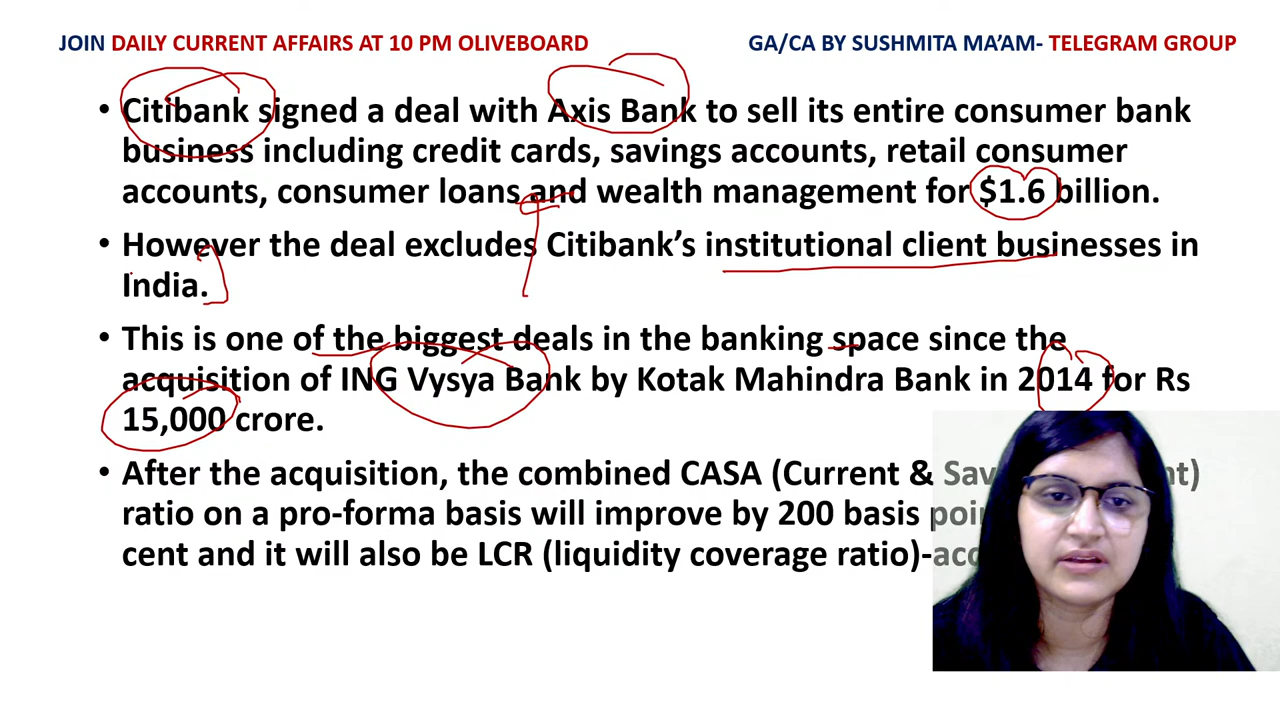 JOIN DAILY CURRENT AFFAIRS AT 10 PM OLIVEBOARD
GA/CA BY SUSHMITA MA'AM- TELEGRAM GROUP
• Citibank signed a deal with Axis Bank to sell its entire consumer bank
business including credit cards, savings accounts, retail consumer
accounts, consumer loans and wealth management for $1.6 billion.
• However the deal excludes Citibank's institutional client businesses in
India.
• This is one of the biggest deals in the banking space since the
acquisition of ING Vysya Bank by Kotak Mahindra Bank in 2014 for Rs
15,000 crore.
• After the acquisition, the combined CASA (Current &
ratio on a pro-forma basis will improve by 200 basis
cent and it will also be LCR (liquidity coverage ratio)-